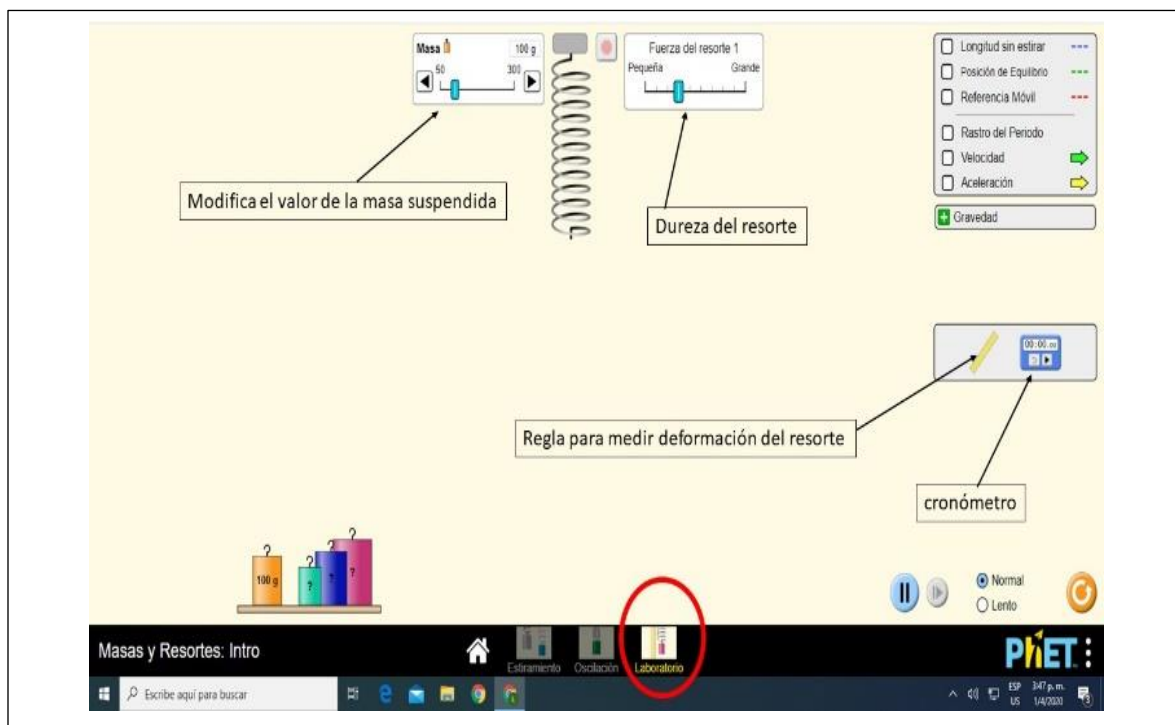 Masa 100 g
50 300
Fuerza del resorte 1
Pequeña Grande
Longitud sin estirar
Posición de Equilibrio
Referencia Móvil
Rastro del Periodo
Velocidad
Aceleración
Gravedad
Modifica el valor de la masa suspendida
Dureza del resorte
00:00.00
Regla para medir deformación del resorte
cronómetro
100 g
?
?
?
Normal
Lento
Masas y Resortes: Intro
Estiramiento Oscilación Laboratorio
PhET
Escribe aquí para buscar
ESP 3:47 p. m.
US 1/4/2020